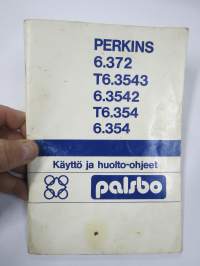 PERKINS
6.372
T6.3543
6.3542
T6.354
6.354
Käyttö ja huolto-ohjeet
palsbo